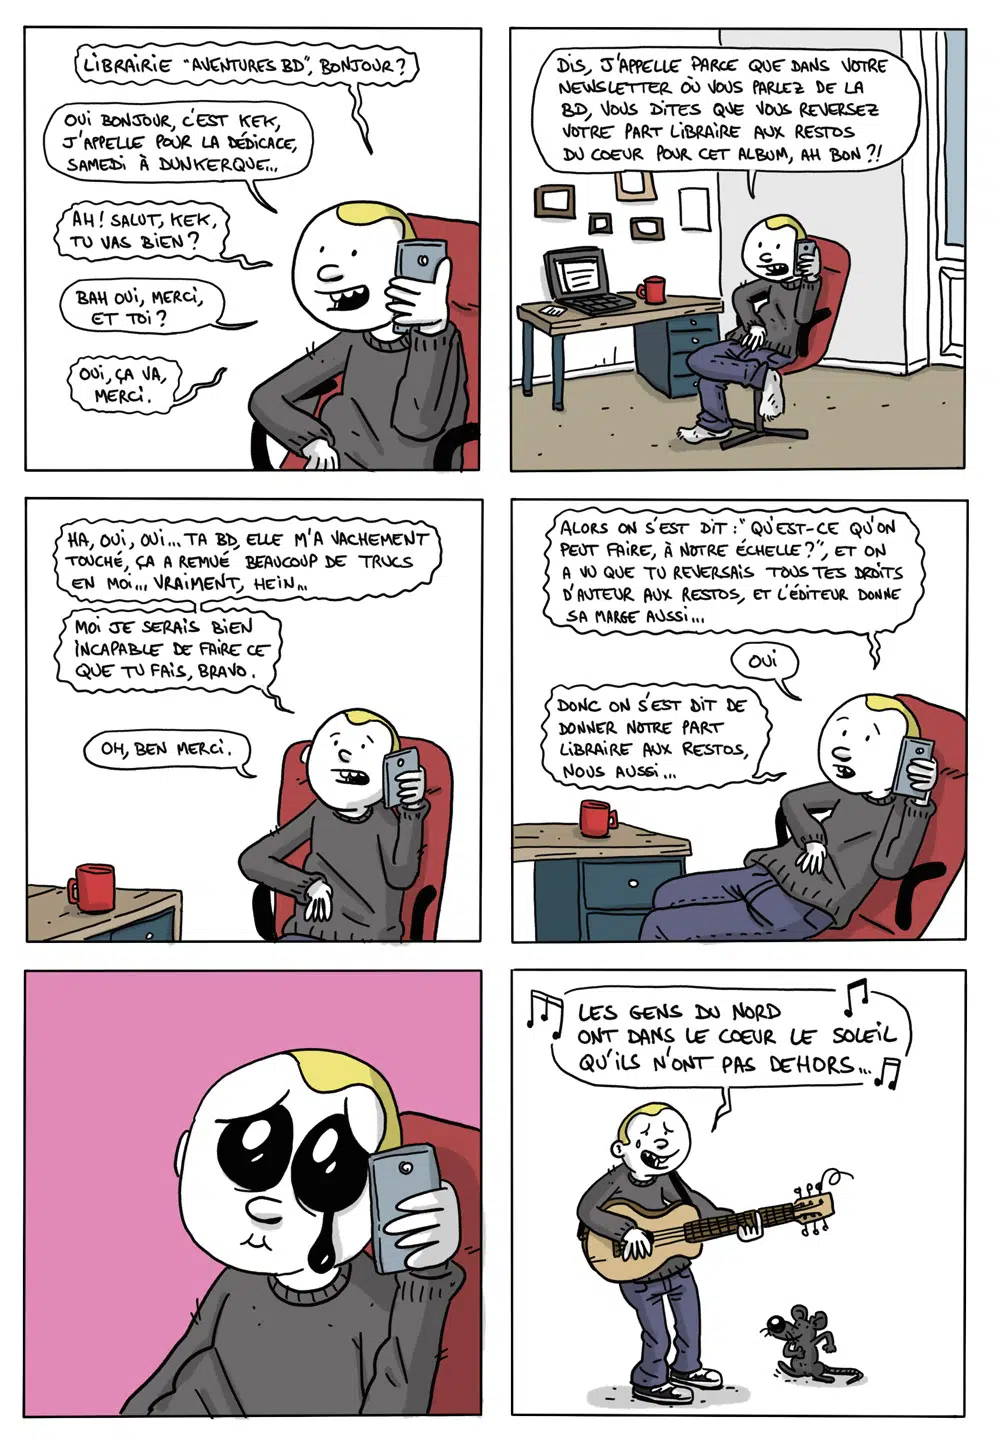 LIBRAIRIE "AVENTURES BD", BONJOUR ?
OUI BONJOUR, C'EST KEK,
J'APPELLE POUR LA DÉDICACE,
SAMEDI À DUNKERQUE...
AH ! SALUT, KEK,
TU VAS BIEN ?
BAH OUI, MERCI,
ET TOI ?
OUI, ÇA VA,
MERCI.
DIS, J'APPELLE PARCE QUE DANS VOTRE
NEWSLETTER OÙ VOUS PARLEZ DE LA
BD, VOUS DITES QUE VOUS REVERSEZ
VOTRE PART LIBRAIRE AUX RESTOS
DU COEUR POUR CET ALBUM, AH BON ?!
HA, OUI, OUI... TA BD, ELLE M'A VACHEMENT
TOUCHÉ, ÇA A REMUÉ BEAUCOUP DE TRUCS
EN MOI... VRAIMENT, HEIN...
MOI JE SERAIS BIEN
INCAPABLE DE FAIRE CE
QUE TU FAIS, BRAVO.
OH, BEN MERCI.
ALORS ON S'EST DIT : "QU'EST-CE QU'ON
PEUT FAIRE, À NOTRE ÉCHELLE ?", ET ON
A VU QUE TU REVERSAIS TOUS TES DROITS
D'AUTEUR AUX RESTOS, ET L'ÉDITEUR DONNE
SA MARGE AUSSI...
OUI
DONC ON S'EST DIT DE
DONNER NOTRE PART
LIBRAIRE AUX RESTOS,
NOUS AUSSI...
LES GENS DU NORD
ONT DANS LE COEUR LE SOLEIL
QU'ILS N'ONT PAS DEHORS...